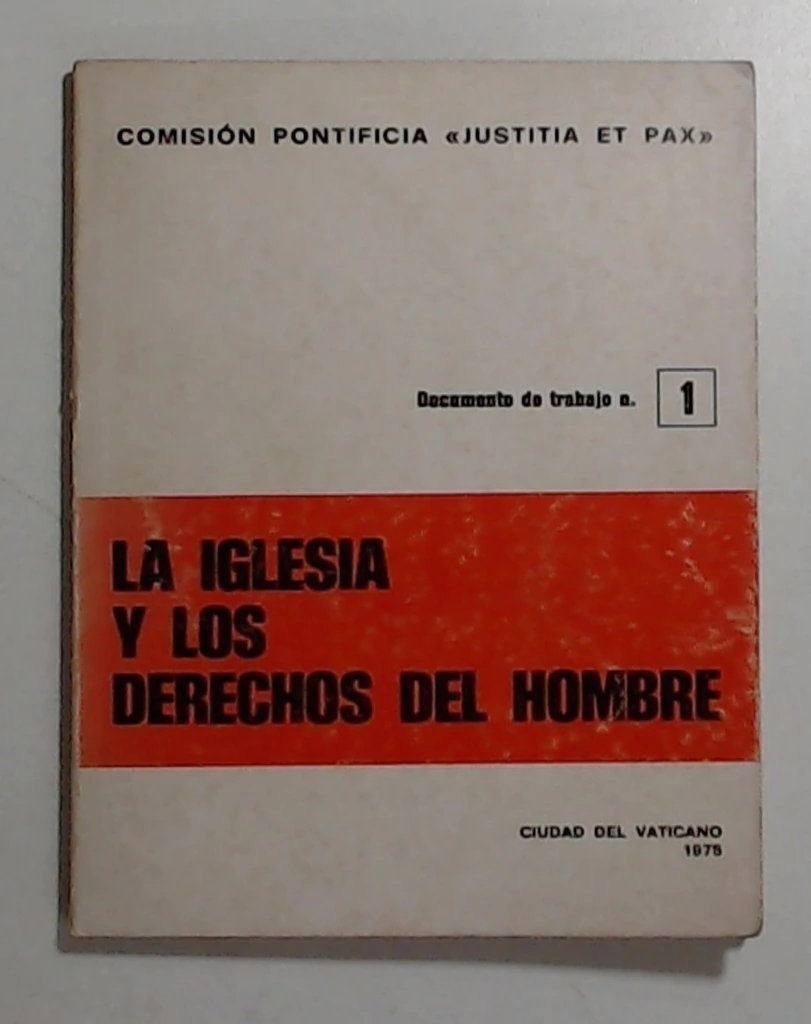 COMISIÓN PONTIFICIA «JUSTITIA ET PAX»
Documento de trabajo n. 1
LA IGLESIA
Y LOS
DERECHOS DEL HOMBRE
CIUDAD DEL VATICANO
1975